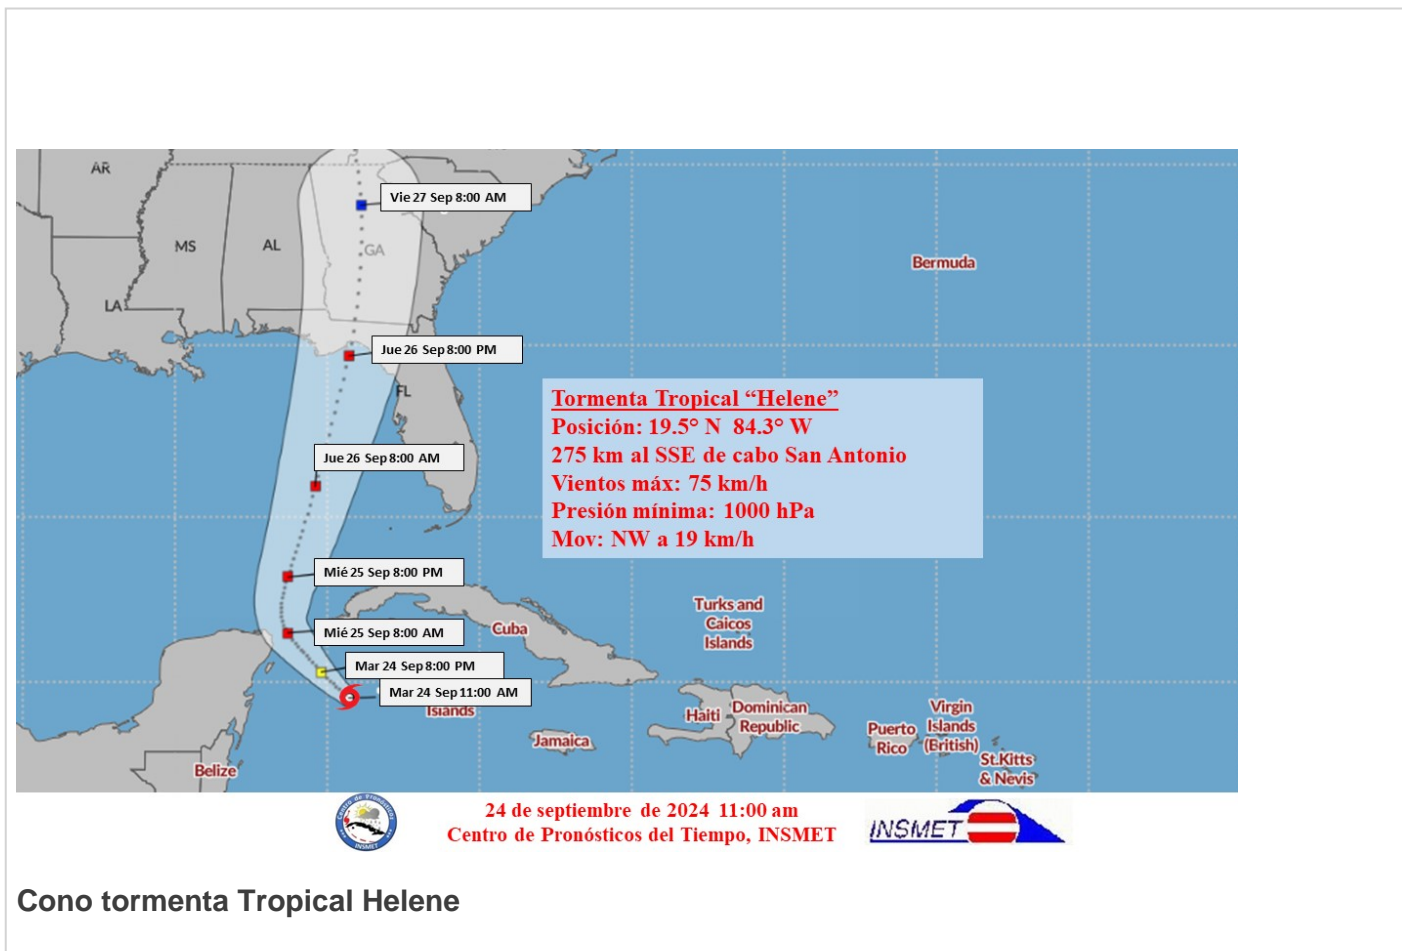 AR
Vie 27 Sep 8:00 AM
MS
AL
GA
Bermuda
LA
Jue 26 Sep 8:00 PM
FL
Tormenta Tropical “Helene”
Posición: 19.5° N 84.3° W
275 km al SSE de cabo San Antonio
Vientos máx: 75 km/h
Presión mínima: 1000 hPa
Mov: NW a 19 km/h
Jue 26 Sep 8:00 AM
Mié 25 Sep 8:00 PM
Turks and
Caicos
Islands
Cuba
Mié 25 Sep 8:00 AM
Mar 24 Sep 8:00 PM
Mar 24 Sep 11:00 AM
Islands
Haiti
Dominican
Republic
Jamaica
Puerto
Rico
Virgin
Islands
(British)
St.Kitts
& Nevis
Belize
Centro de Pronósticos
INSMET
24 de septiembre de 2024 11:00 am
Centro de Pronósticos del Tiempo, INSMET
INSMET
Cono tormenta Tropical Helene